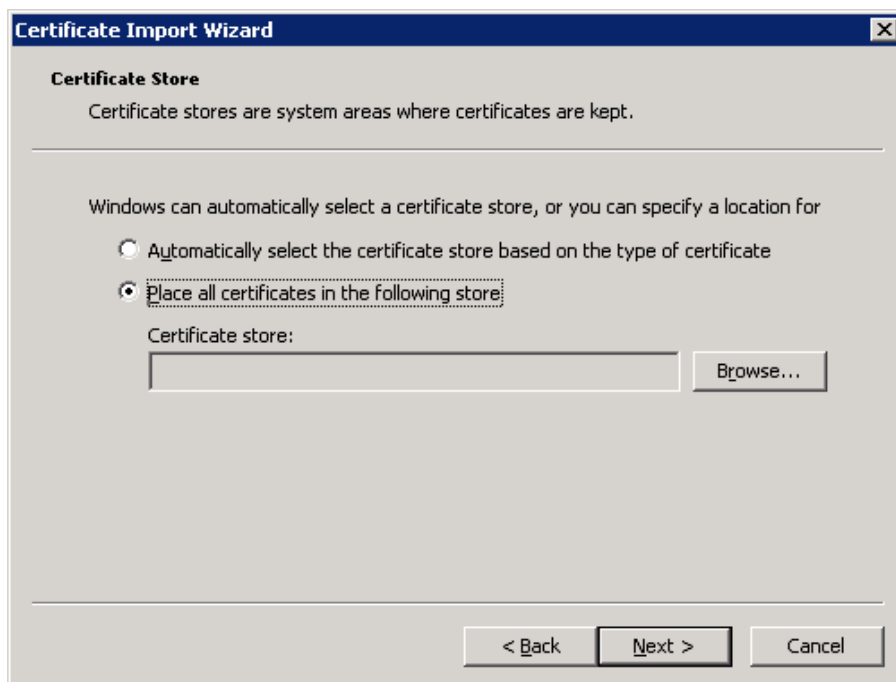 Certificate Import Wizard
Certificate Store
Certificate stores are system areas where certificates are kept.
Windows can automatically select a certificate store, or you can specify a location for
Automatically select the certificate store based on the type of certificate
Place all certificates in the following store
Certificate store:
Browse...
< Back Next > Cancel